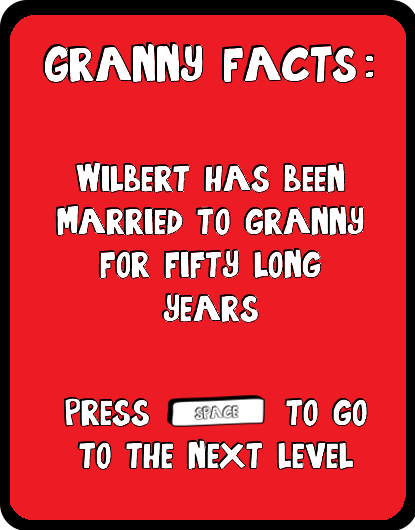 GRANNY FACTS:
WILBERT HAS BEEN
MARRIED TO GRANNY
FOR FIFTY LONG
YEARS
PRESS SPACE TO GO
TO THE NEXT LEVEL